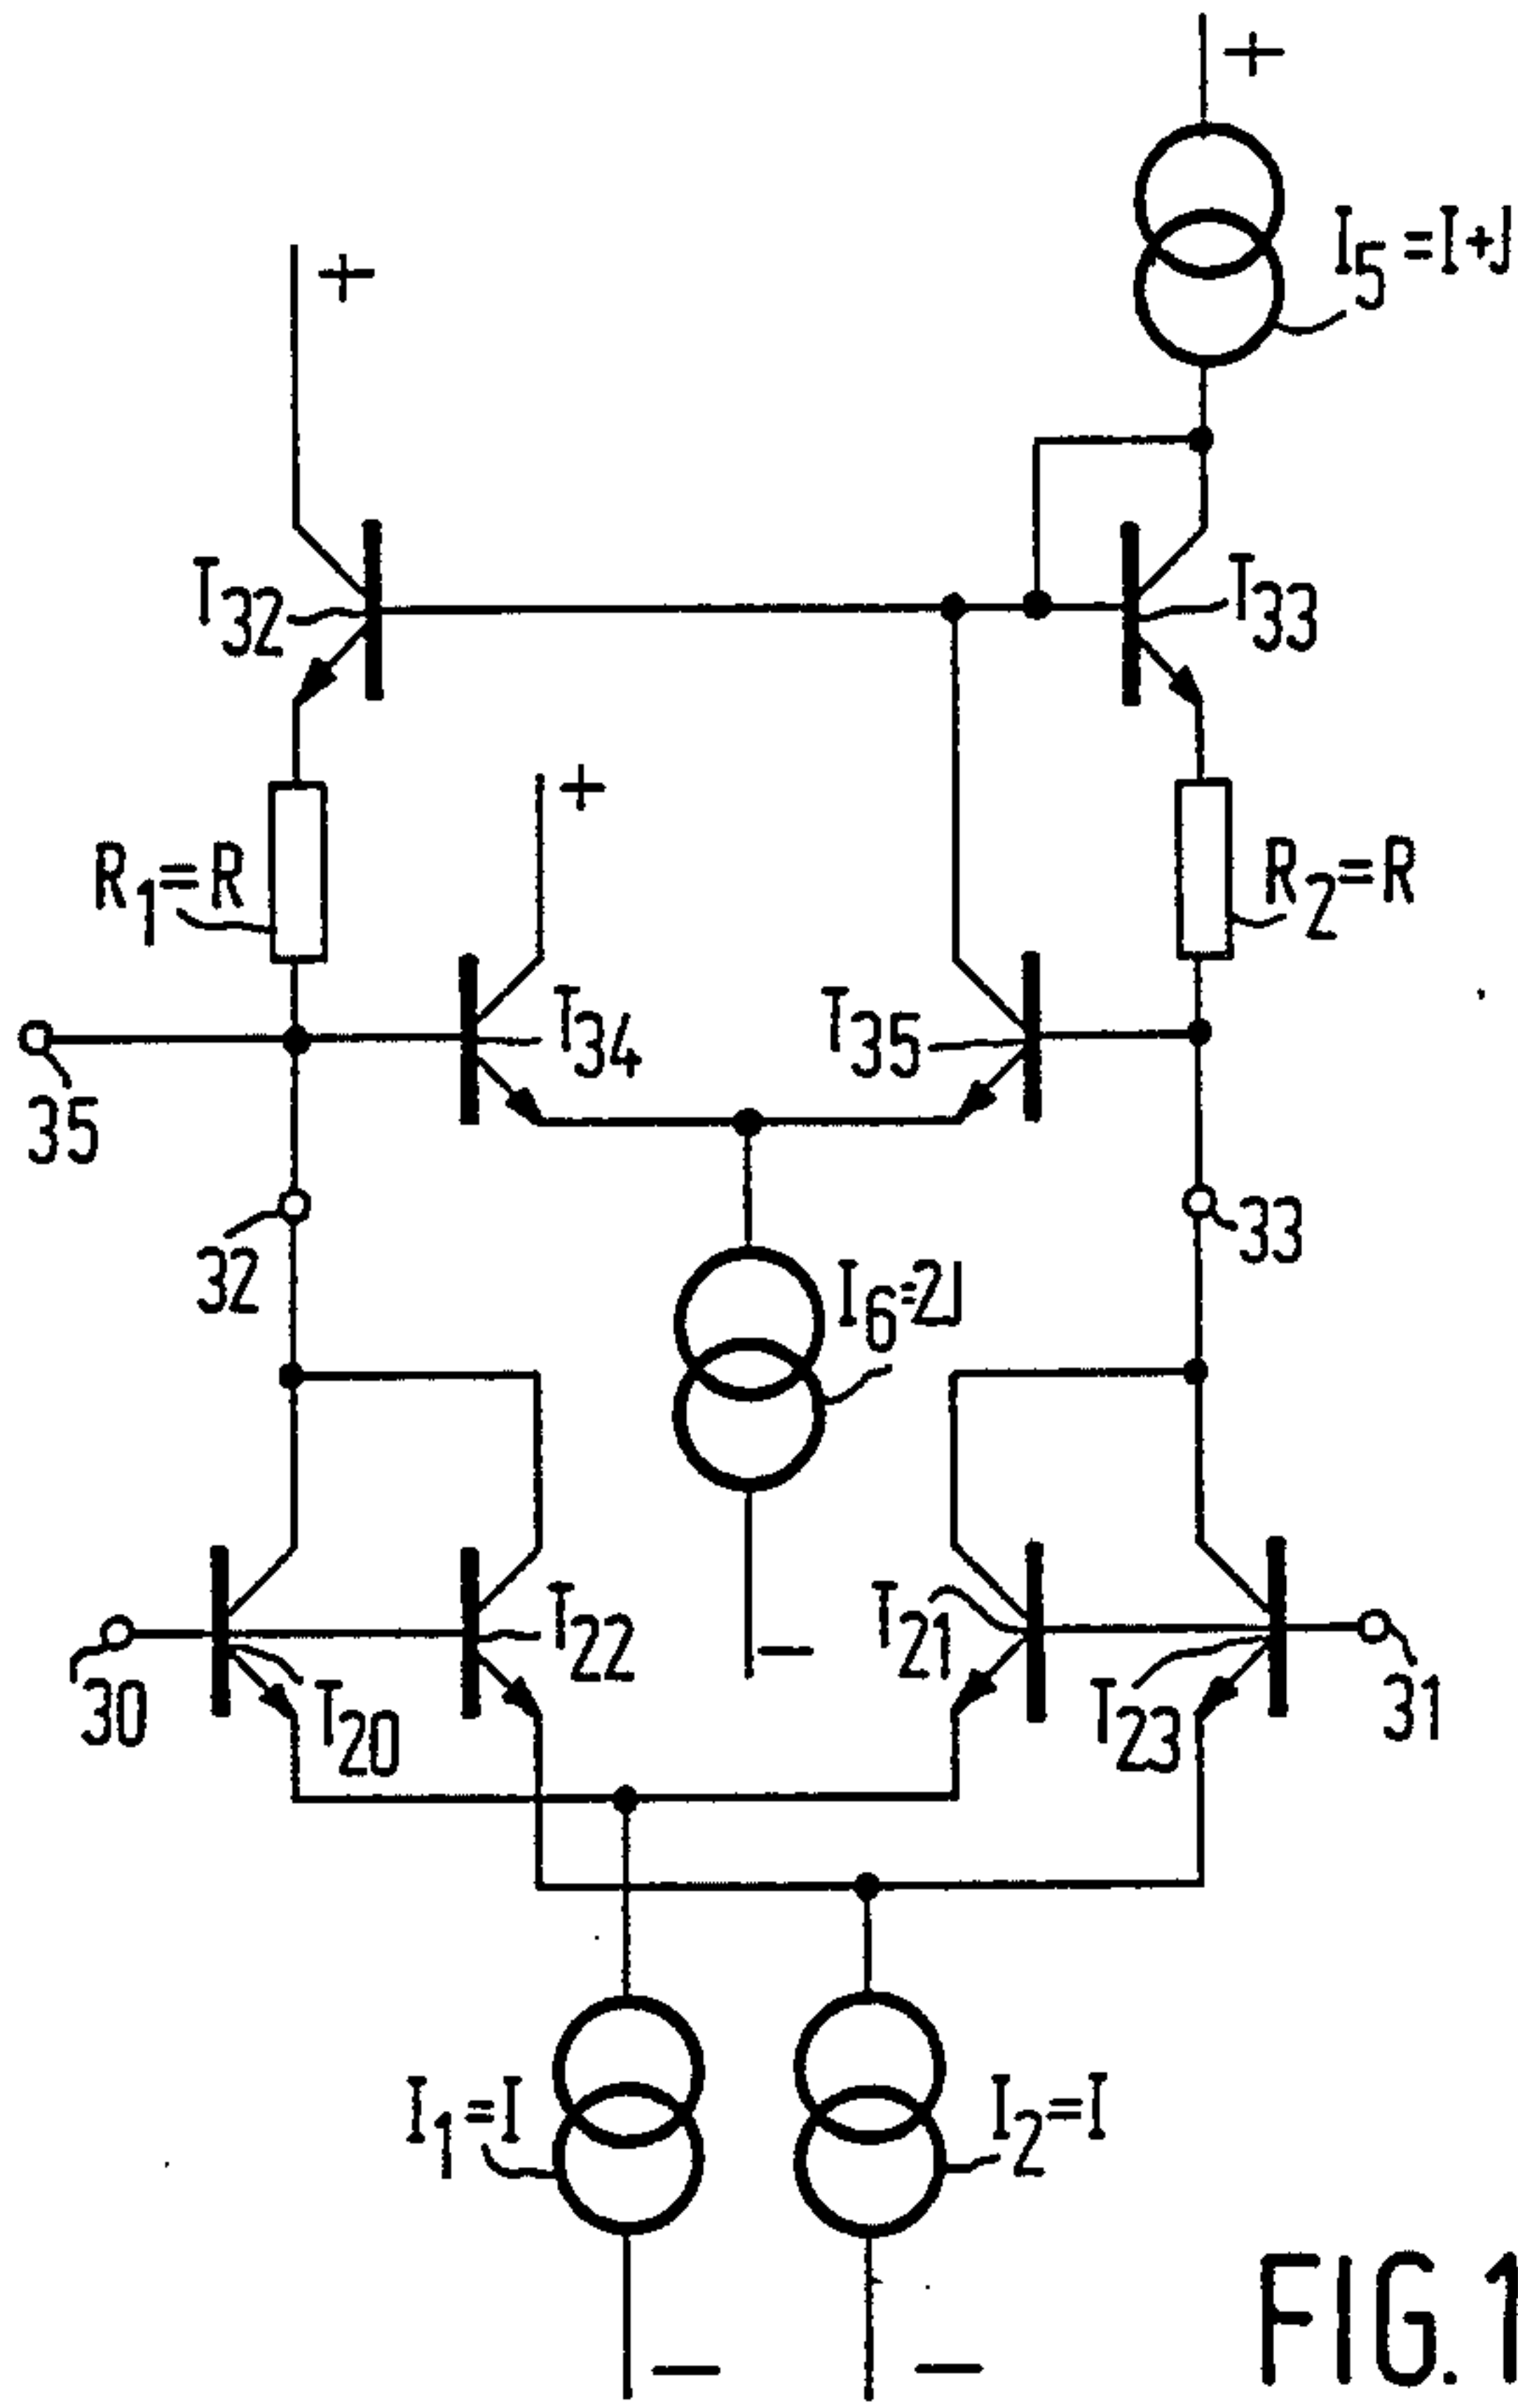 +
I5=I+J
+
T32
T33
+
R1=R
R2=R
T34
T35
35
32
33
I6=2J
T22
T21
−
30
T20
T23
31
I1=I
I2=I
−
−
FIG.1